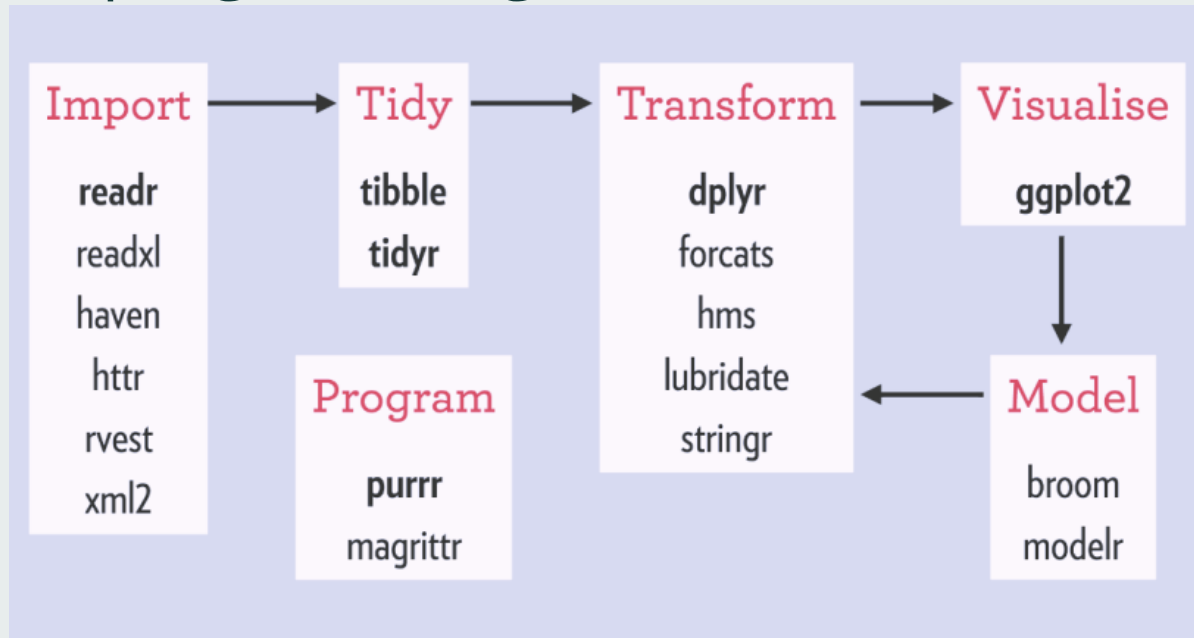 Import
readr
readxl
haven
httr
rvest
xml2
Tidy
tibble
tidyr
Program
purrr
magrittr
Transform
dplyr
forcats
hms
lubridate
stringr
Visualise
ggplot2
Model
broom
modelr